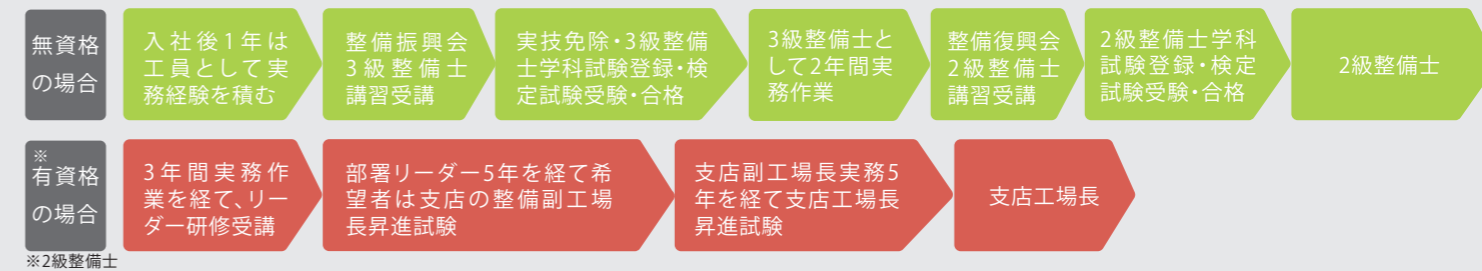 無資格
の場合
入社後1年は
工員として実
務経験を積む
整備振興会
3級整備士
講習受講
実技免除・3級整備
士学科試験登録・検
定試験受験・合格
3級整備士と
して2年間実
務作業
整備復興会
2級整備士
講習受講
2級整備士学科
試験登録・検定
試験受験・合格
2級整備士
※
有資格
の場合
3年間実務作
業を経て、リー
ダー研修受講
部署リーダー5年を経て希
望者は支店の整備副工場
長昇進試験
支店副工場長実務5
年を経て支店工場長
昇進試験
支店工場長
※2級整備士